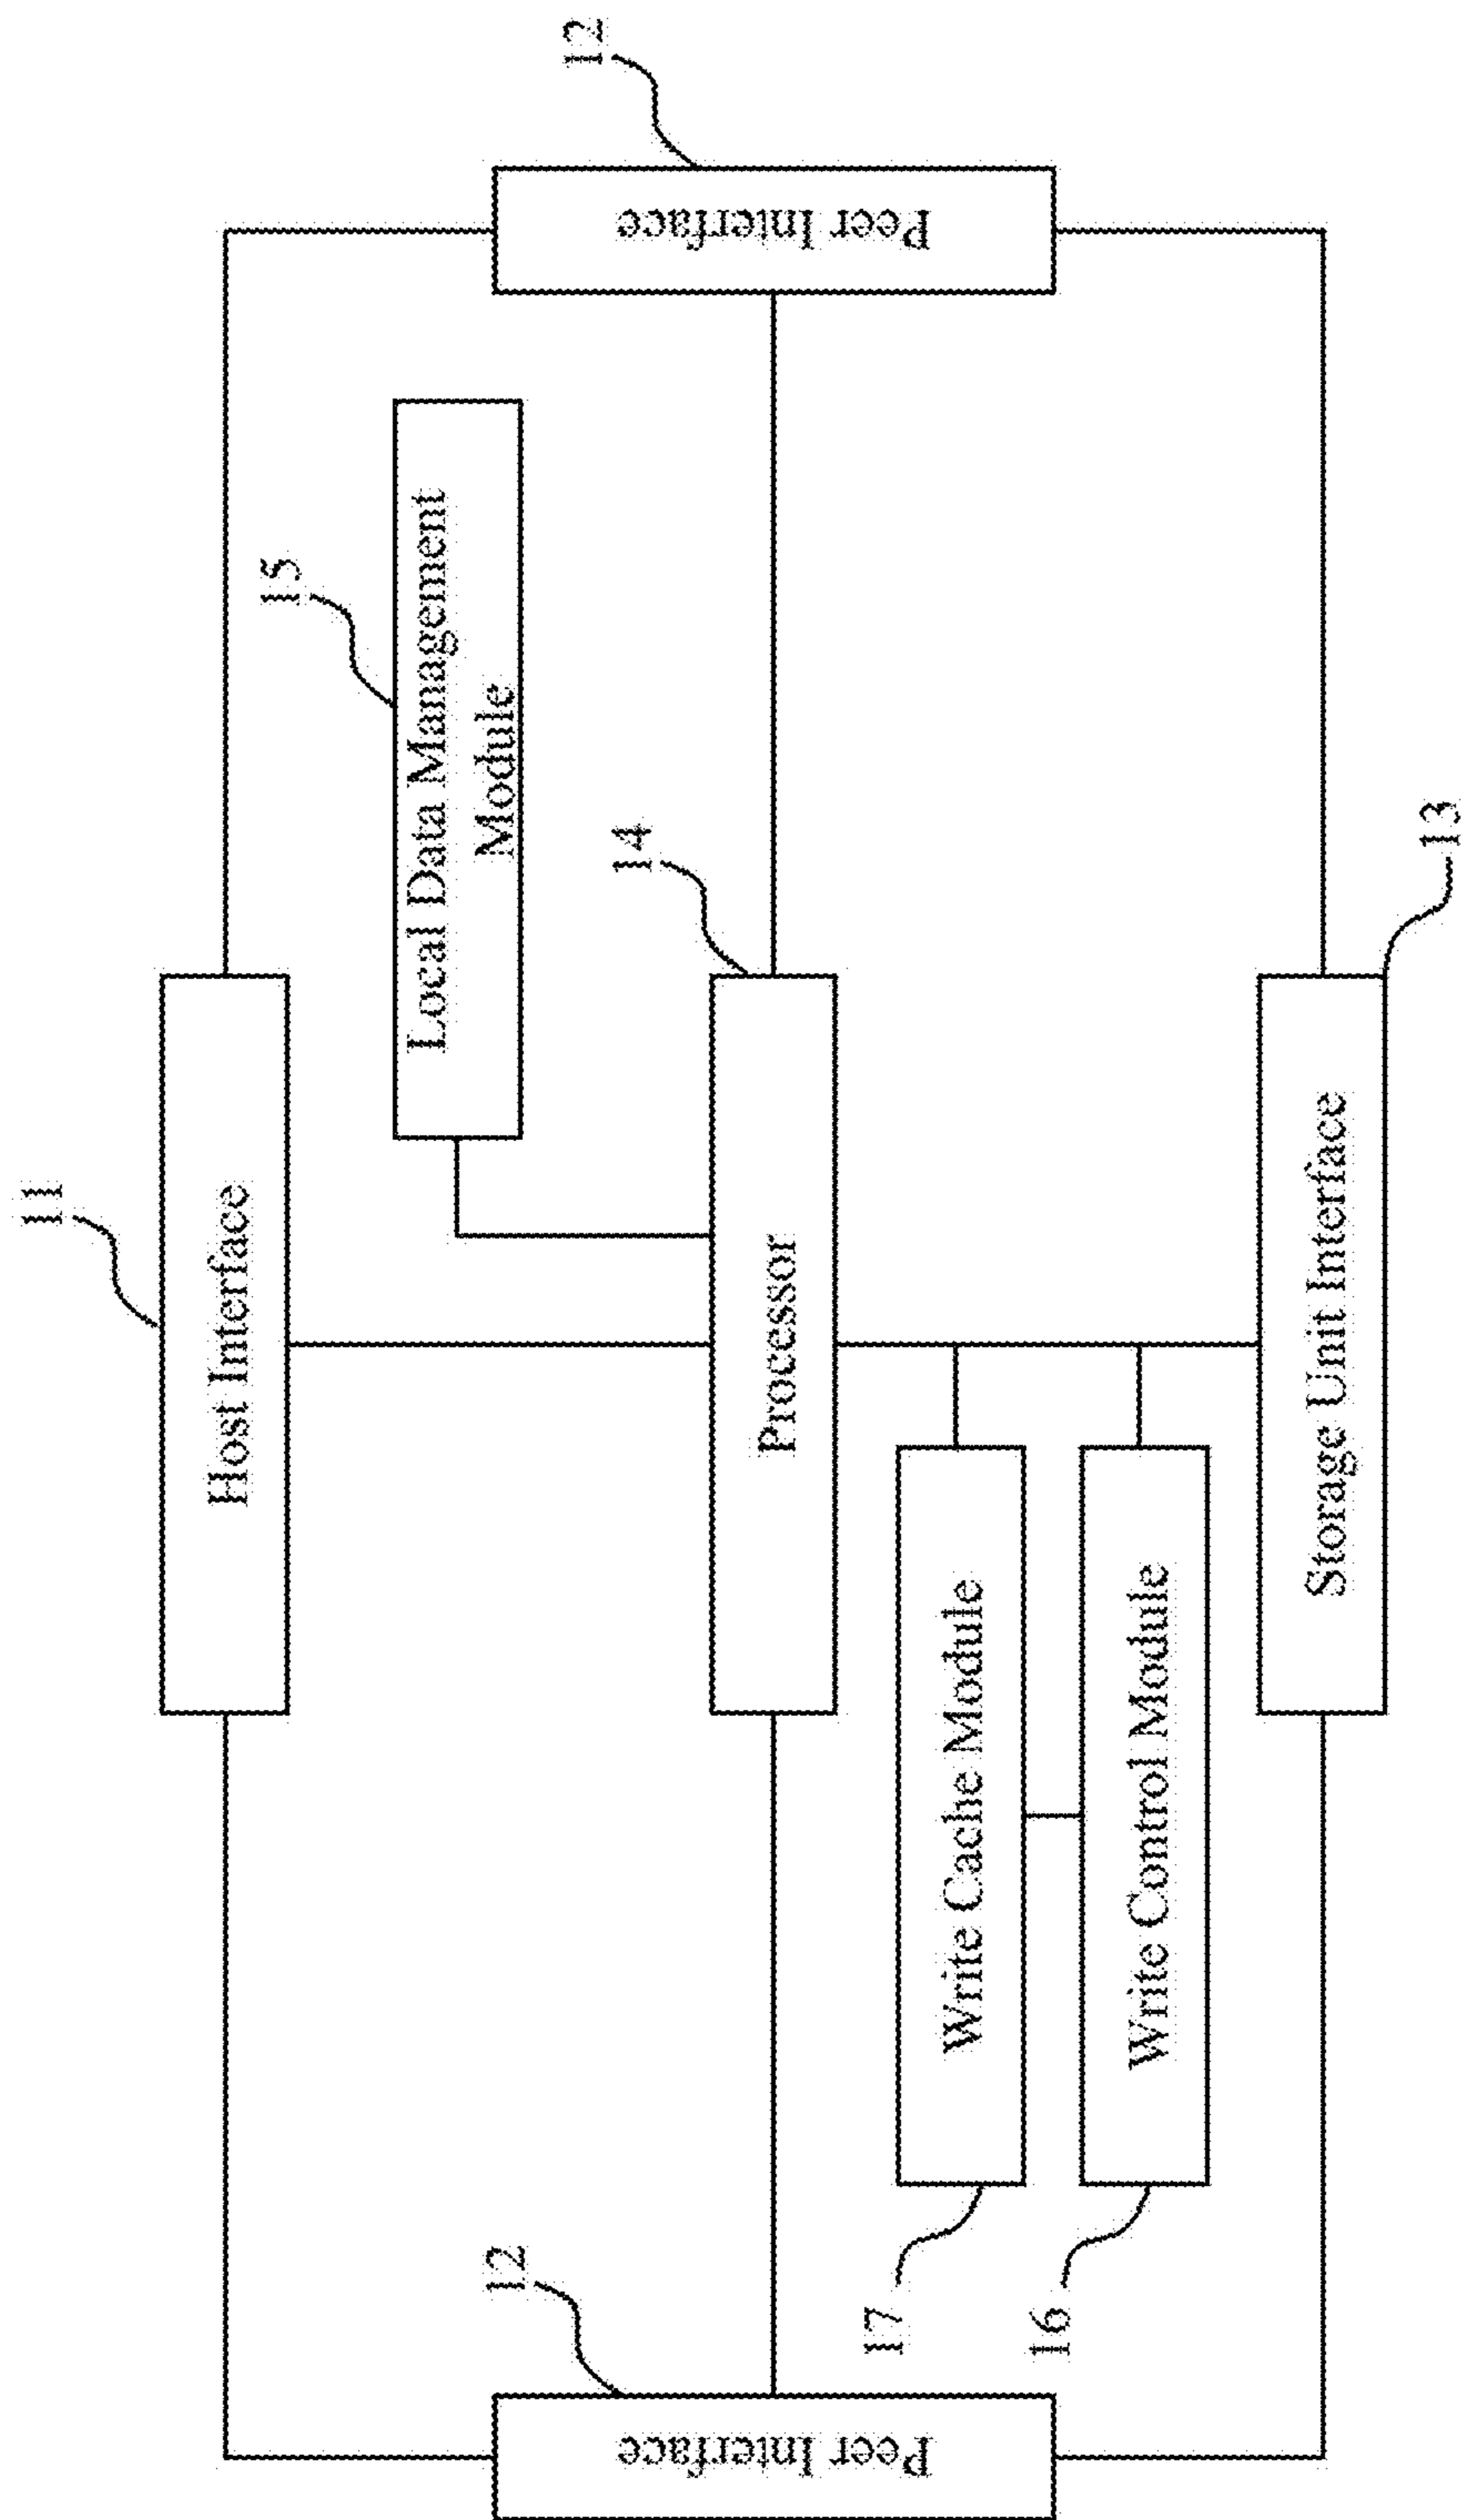 11
Host Interface
12
Peer Interface
15
Local Data Management
Module
14
Processor
12
Peer Interface
17
Write Cache Module
16
Write Control Module
Storage Unit Interface
13